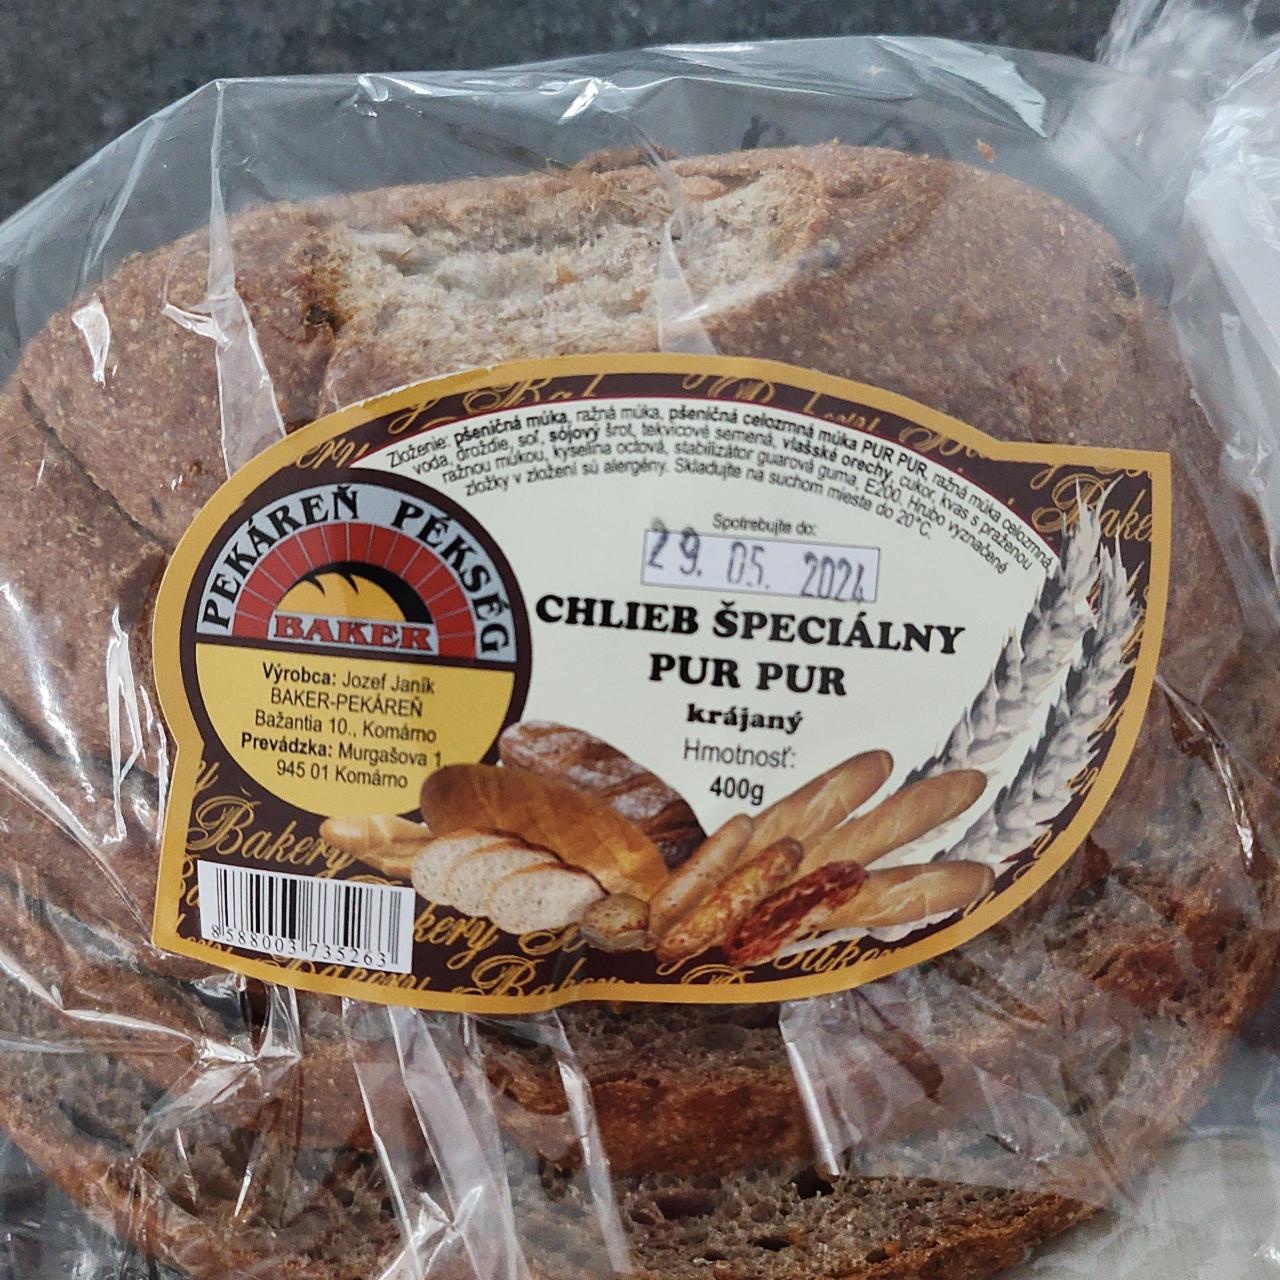 Zloženie: pšeničná múka, ražná múka, pšeničná celozrnná múka PUR PUR, ražná múka celozrnná,
voda, droždie, soľ, sójový šrot, tekvicové semená, vlašské orechy, cukor, kvas s praženou
ražnou múkou, kyselina octová, stabilizátor guarová guma, E200. Hrubo vyznačené
zložky v zložení sú alergény. Skladujte na suchom mieste do 20°C.
Spotrebujte do:
29. 05. 2024
CHLIEB ŠPECIÁLNY
PUR PUR
krájaný
Hmotnosť:
400g
PEKÁREŇ PÉKSÉG
BAKER
Výrobca: Jozef Janík
BAKER-PEKÁREŇ
Bažantia 10., Komárno
Prevádzka: Murgašova 1
945 01 Komárno
Bakery
8 588003 735263